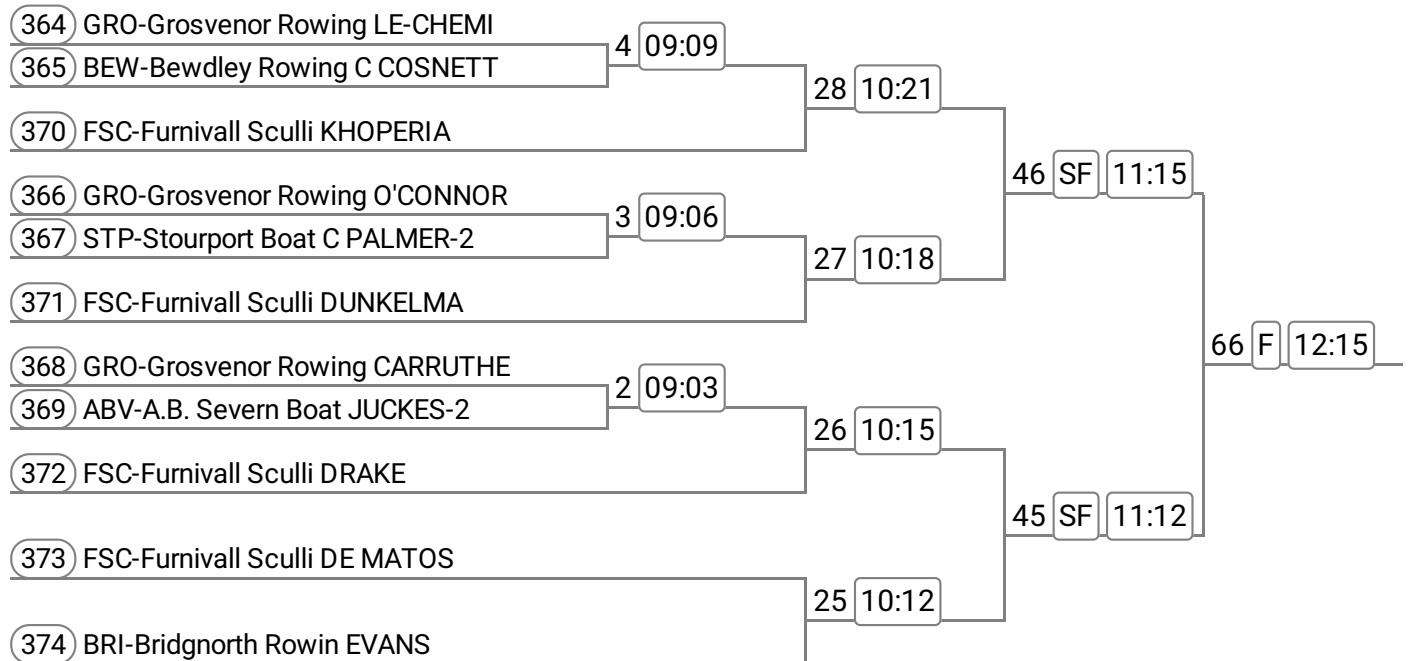 364 GRO-Grosvenor Rowing LE-CHEMI
4 09:09
365 BEW-Bewdley Rowing C COSNETT
28 10:21
370 FSC-Furnivall Sculli KHOPERIA
46 SF 11:15
366 GRO-Grosvenor Rowing O'CONNOR
3 09:06
367 STP-Stourport Boat C PALMER-2
27 10:18
371 FSC-Furnivall Sculli DUNKELMA
66 F 12:15
368 GRO-Grosvenor Rowing CARRUTHE
2 09:03
369 ABV-A.B. Severn Boat JUCKES-2
26 10:15
372 FSC-Furnivall Sculli DRAKE
45 SF 11:12
373 FSC-Furnivall Sculli DE MATOS
25 10:12
374 BRI-Bridgnorth Rowin EVANS